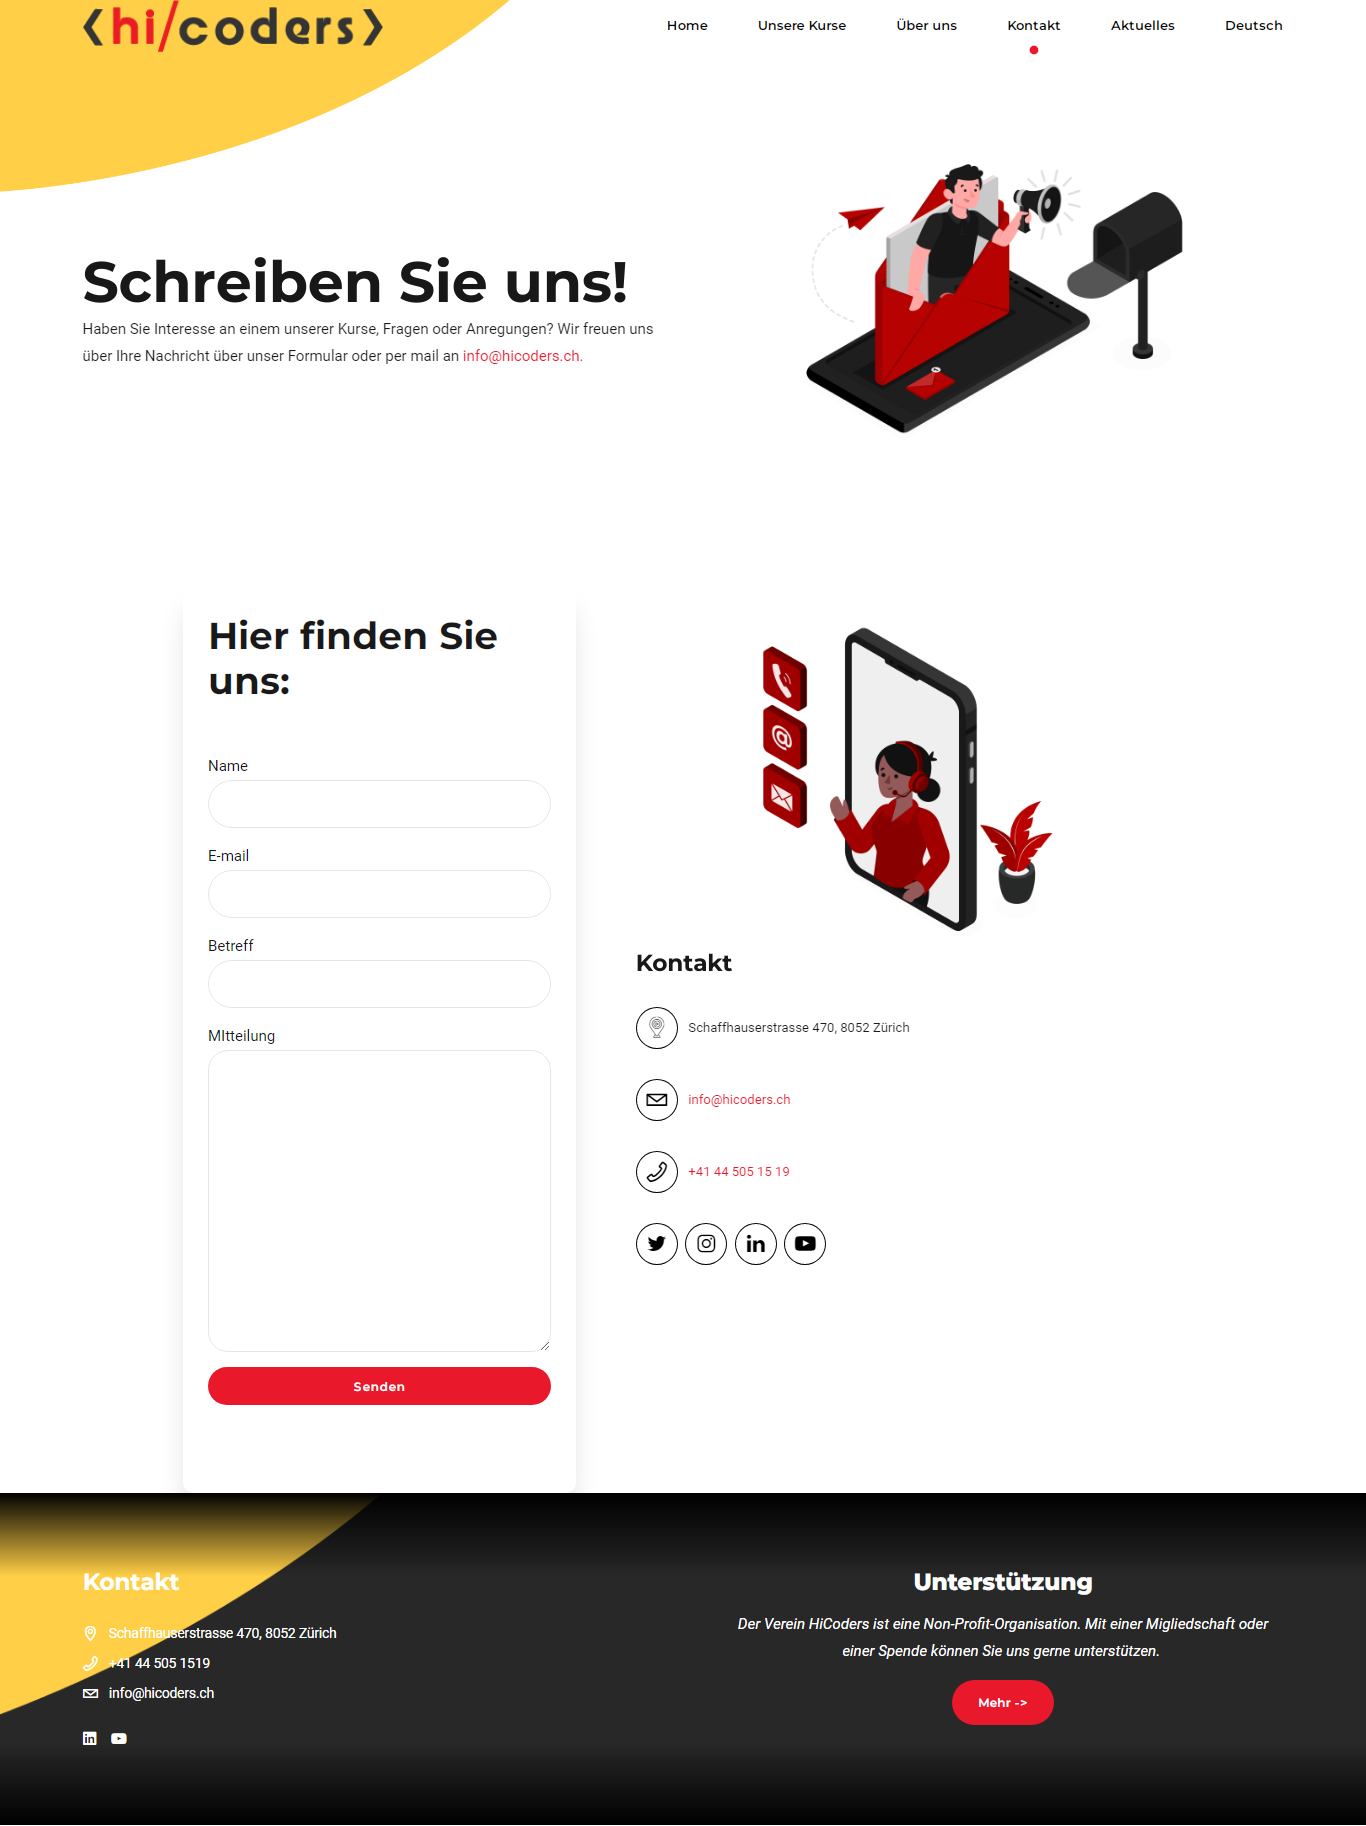 <hi/coders>
Home
Unsere Kurse
Über uns
Kontakt
Aktuelles
Deutsch
Schreiben Sie uns!
Haben Sie Interesse an einem unserer Kurse, Fragen oder Anregungen? Wir freuen uns
über Ihre Nachricht über unser Formular oder per mail an info@hicoders.ch.
Hier finden Sie
uns:
Name
E-mail
Betreff
MItteilung
Senden
Kontakt
Schaffhauserstrasse 470, 8052 Zürich
info@hicoders.ch
+41 44 505 15 19
Kontakt
Schaffhauserstrasse 470, 8052 Zürich
+41 44 505 1519
info@hicoders.ch
Unterstützung
Der Verein HiCoders ist eine Non-Profit-Organisation. Mit einer Migliedschaft oder
einer Spende können Sie uns gerne unterstützen.
Mehr ->